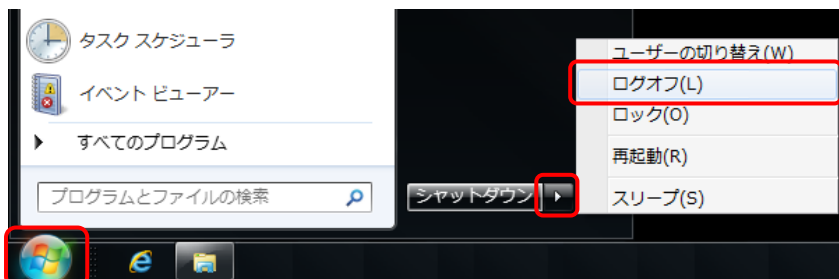 タスク スケジューラ
イベント ビューアー
すべてのプログラム
プログラムとファイルの検索
シャットダウン
ユーザーの切り替え(W)
ログオフ(L)
ロック(O)
再起動(R)
スリープ(S)